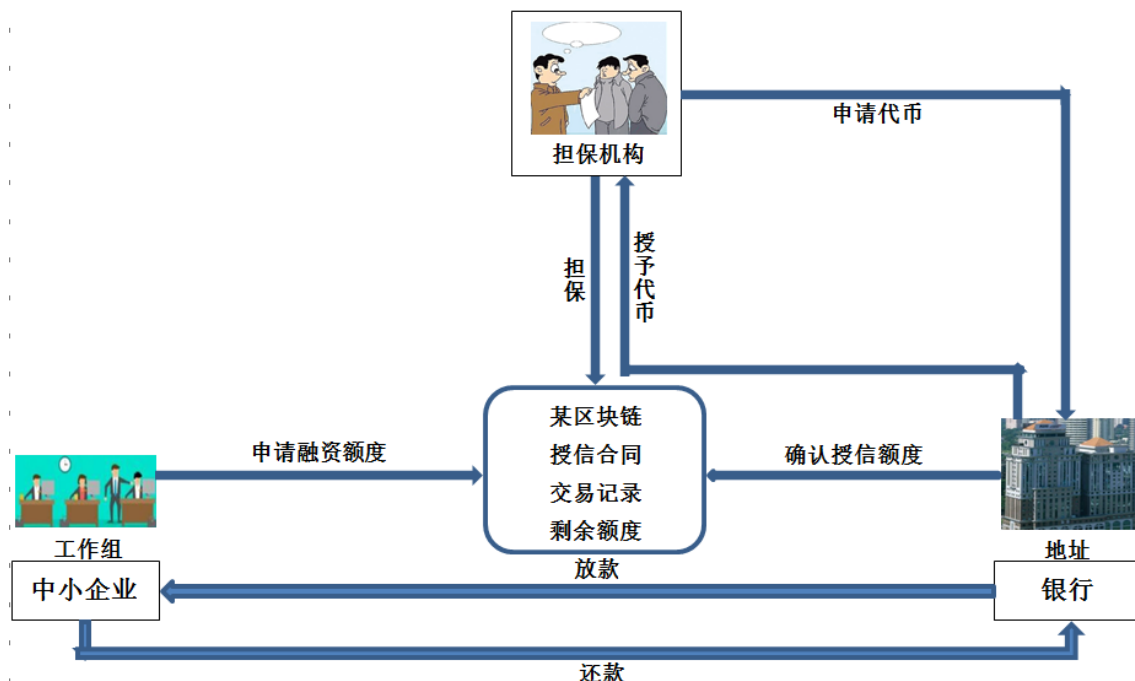 担保机构
申请代币
担保
授予代币
某区块链
授信合同
交易记录
剩余额度
申请融资额度
确认授信额度
工作组
地址
中小企业
放款
银行
还款